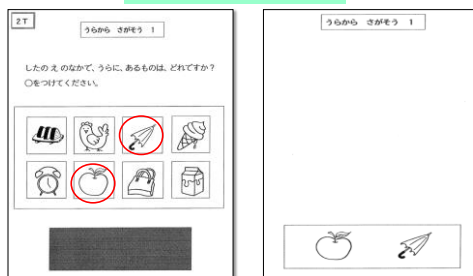 2T
うらから さがそう 1
したの え のなかで、うらに、あるものは、どれですか？
○をつけてください。
うらから さがそう 1